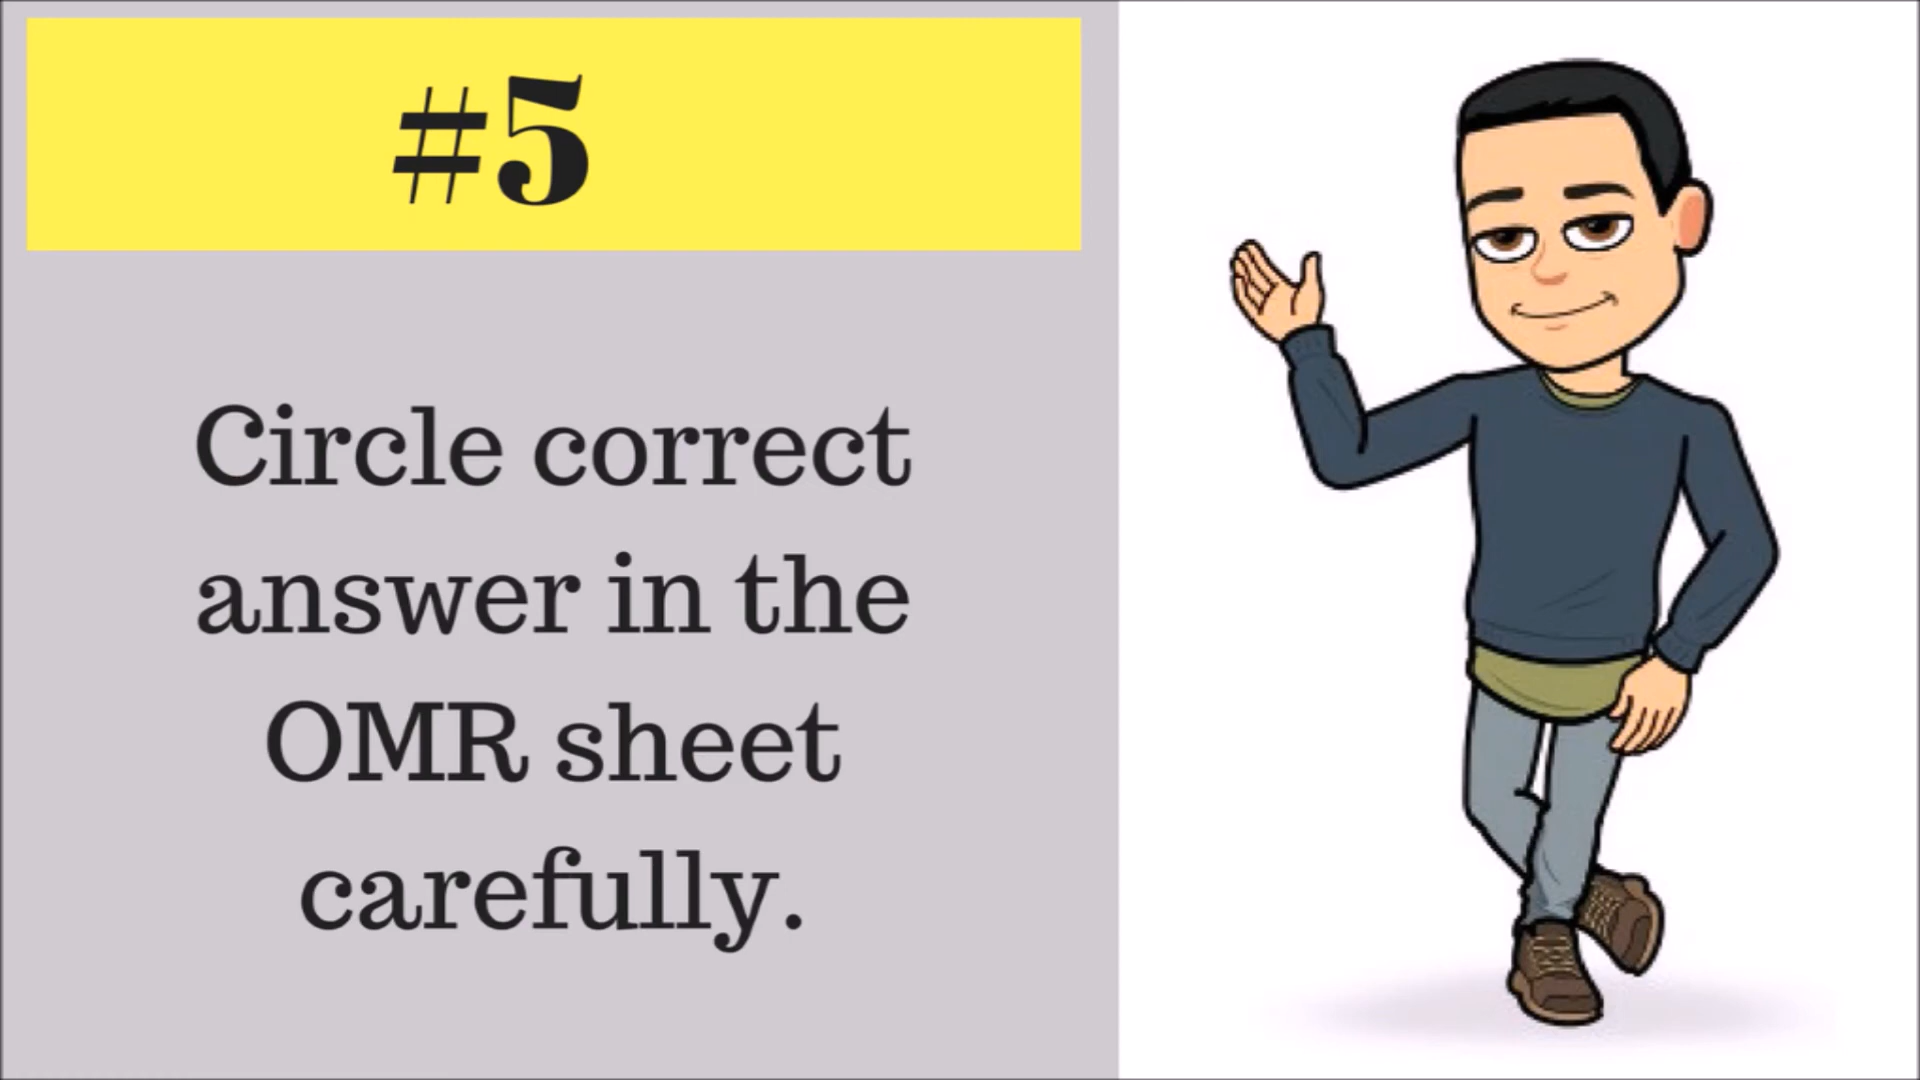 #5
Circle correct
answer in the
OMR sheet
carefully.